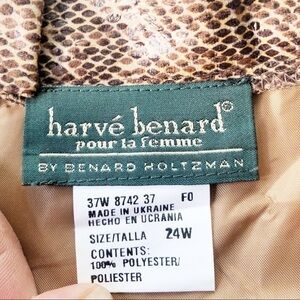 harvé benard®
pour la femme
BY BENARD HOLTZMAN
37W 8742 37 F0
MADE IN UKRAINE
HECHO EN UCRANIA
SIZE/TALLA 24W
CONTENTS:
100% POLYESTER/
POLIESTER